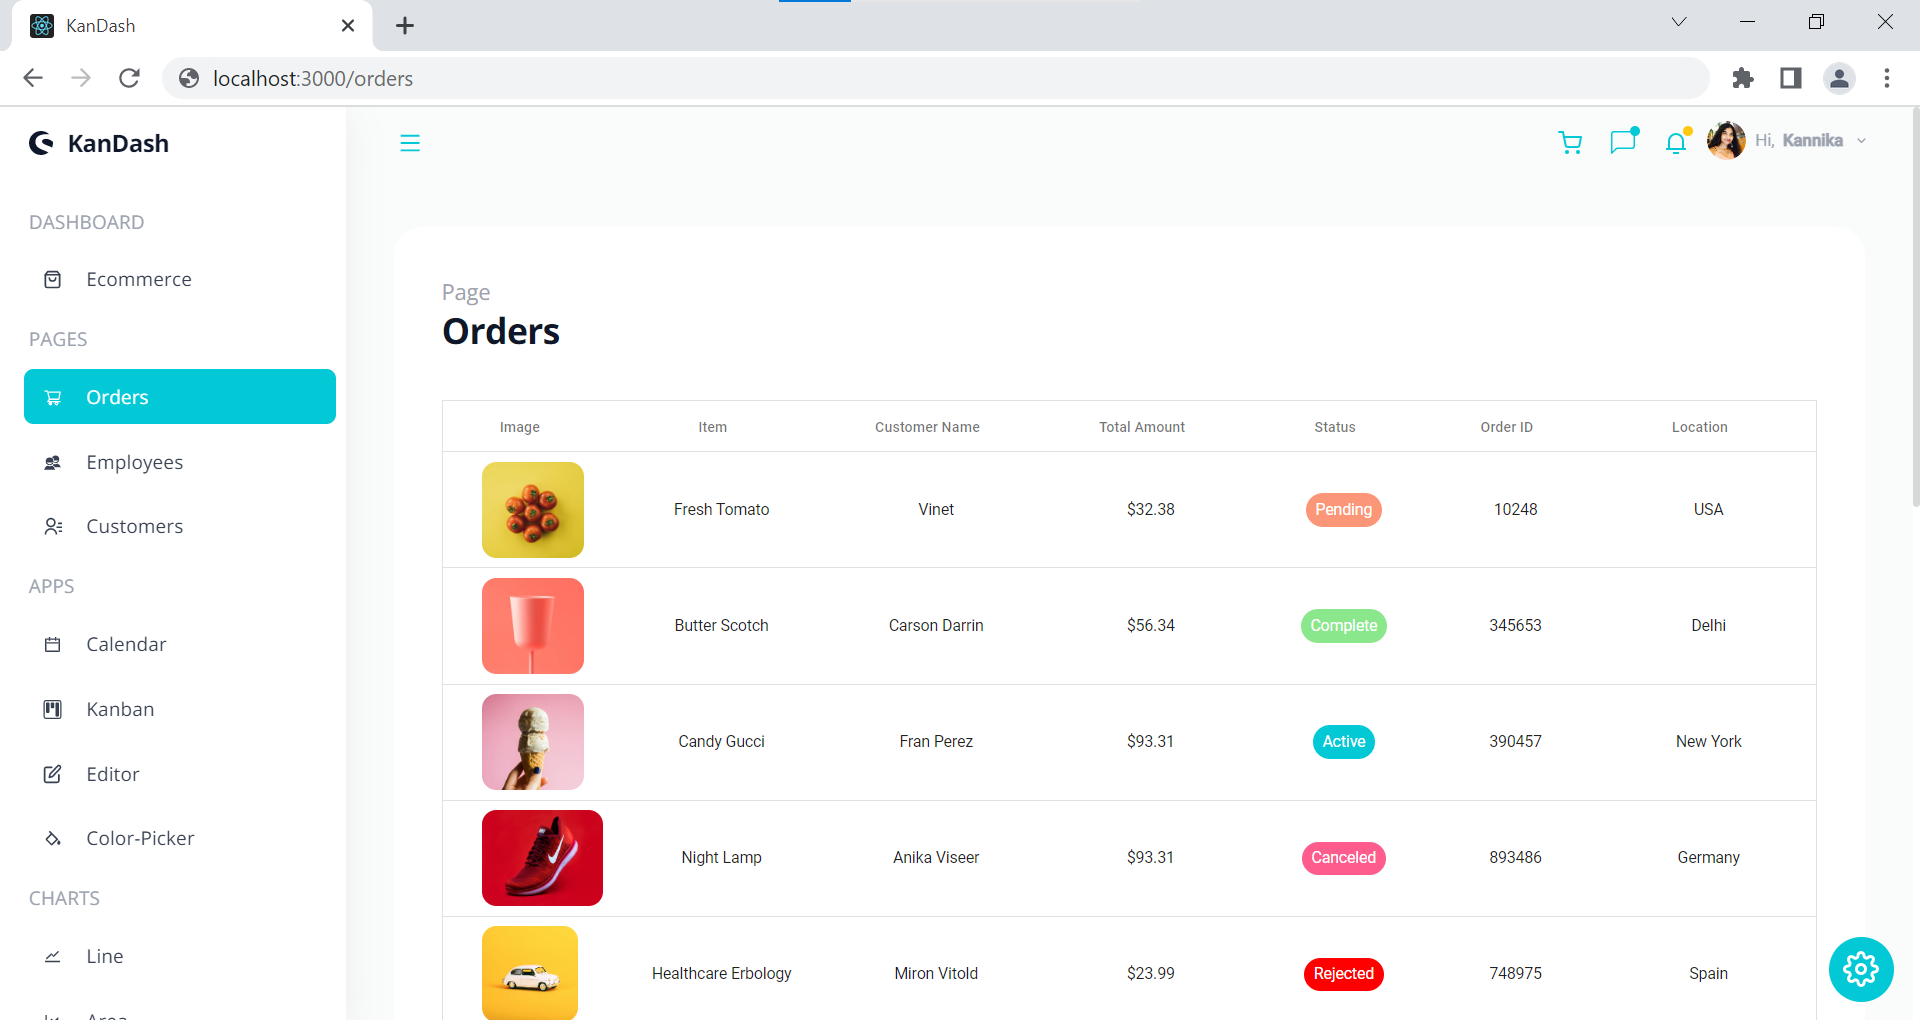 KanDash
localhost:3000/orders
KanDash
Hi, Kannika
DASHBOARD
Ecommerce
PAGES
Orders
Employees
Customers
APPS
Calendar
Kanban
Editor
Color-Picker
CHARTS
Line
Area
Page
Orders
Image Item Customer Name Total Amount Status Order ID Location
Fresh Tomato Vinet $32.38 Pending 10248 USA
Butter Scotch Carson Darrin $56.34 Complete 345653 Delhi
Candy Gucci Fran Perez $93.31 Active 390457 New York
Night Lamp Anika Viseer $93.31 Canceled 893486 Germany
Healthcare Erbology Miron Vitold $23.99 Rejected 748975 Spain